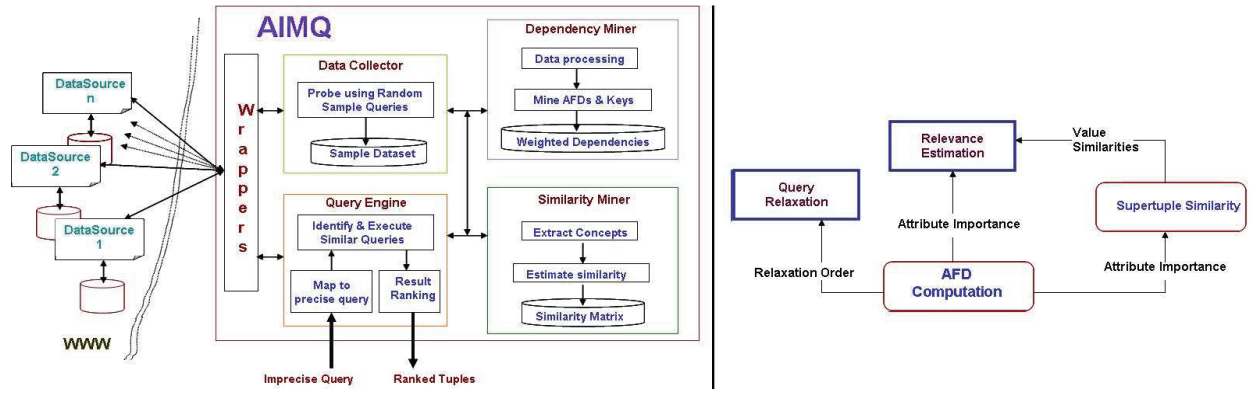 AIMQ
DataSource
n
DataSource
2
DataSource
1
WWW
Wrappers
Data Collector
Probe using Random
Sample Queries
Sample Dataset
Query Engine
Identify & Execute
Similar Queries
Map to
precise query
Result
Ranking
Imprecise Query
Ranked Tuples
Dependency Miner
Data processing
Mine AFDs & Keys
Weighted Dependencies
Similarity Miner
Extract Concepts
Estimate similarity
Similarity Matrix
Query
Relaxation
Relevance
Estimation
Value
Similarities
Supertuple Similarity
Attribute Importance
Attribute Importance
Relaxation Order
AFD
Computation